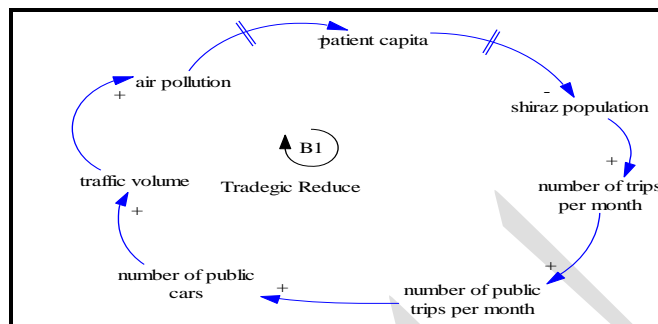 patient capita
+
air pollution
+
-
shiraz population
B1
+
traffic volume
Tradegic Reduce
number of trips
per month
+
number of public
cars
+
+
number of public
trips per month